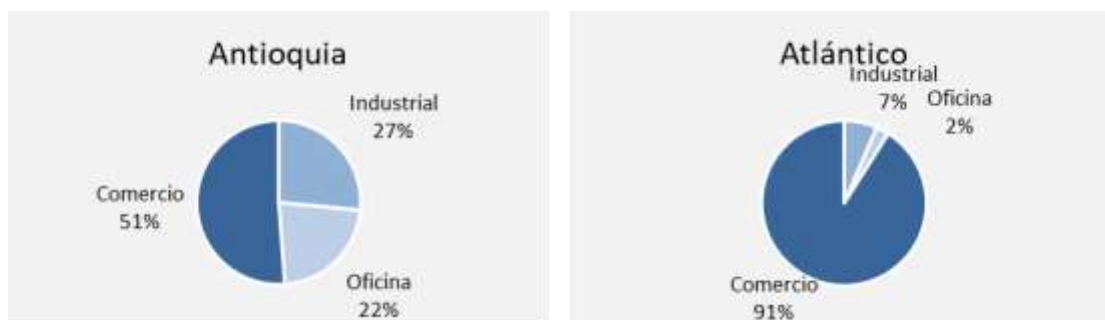 Antioquia
Industrial
27%
Comercio
51%
Oficina
22%
Atlántico
Industrial
7%
Oficina
2%
Comercio
91%